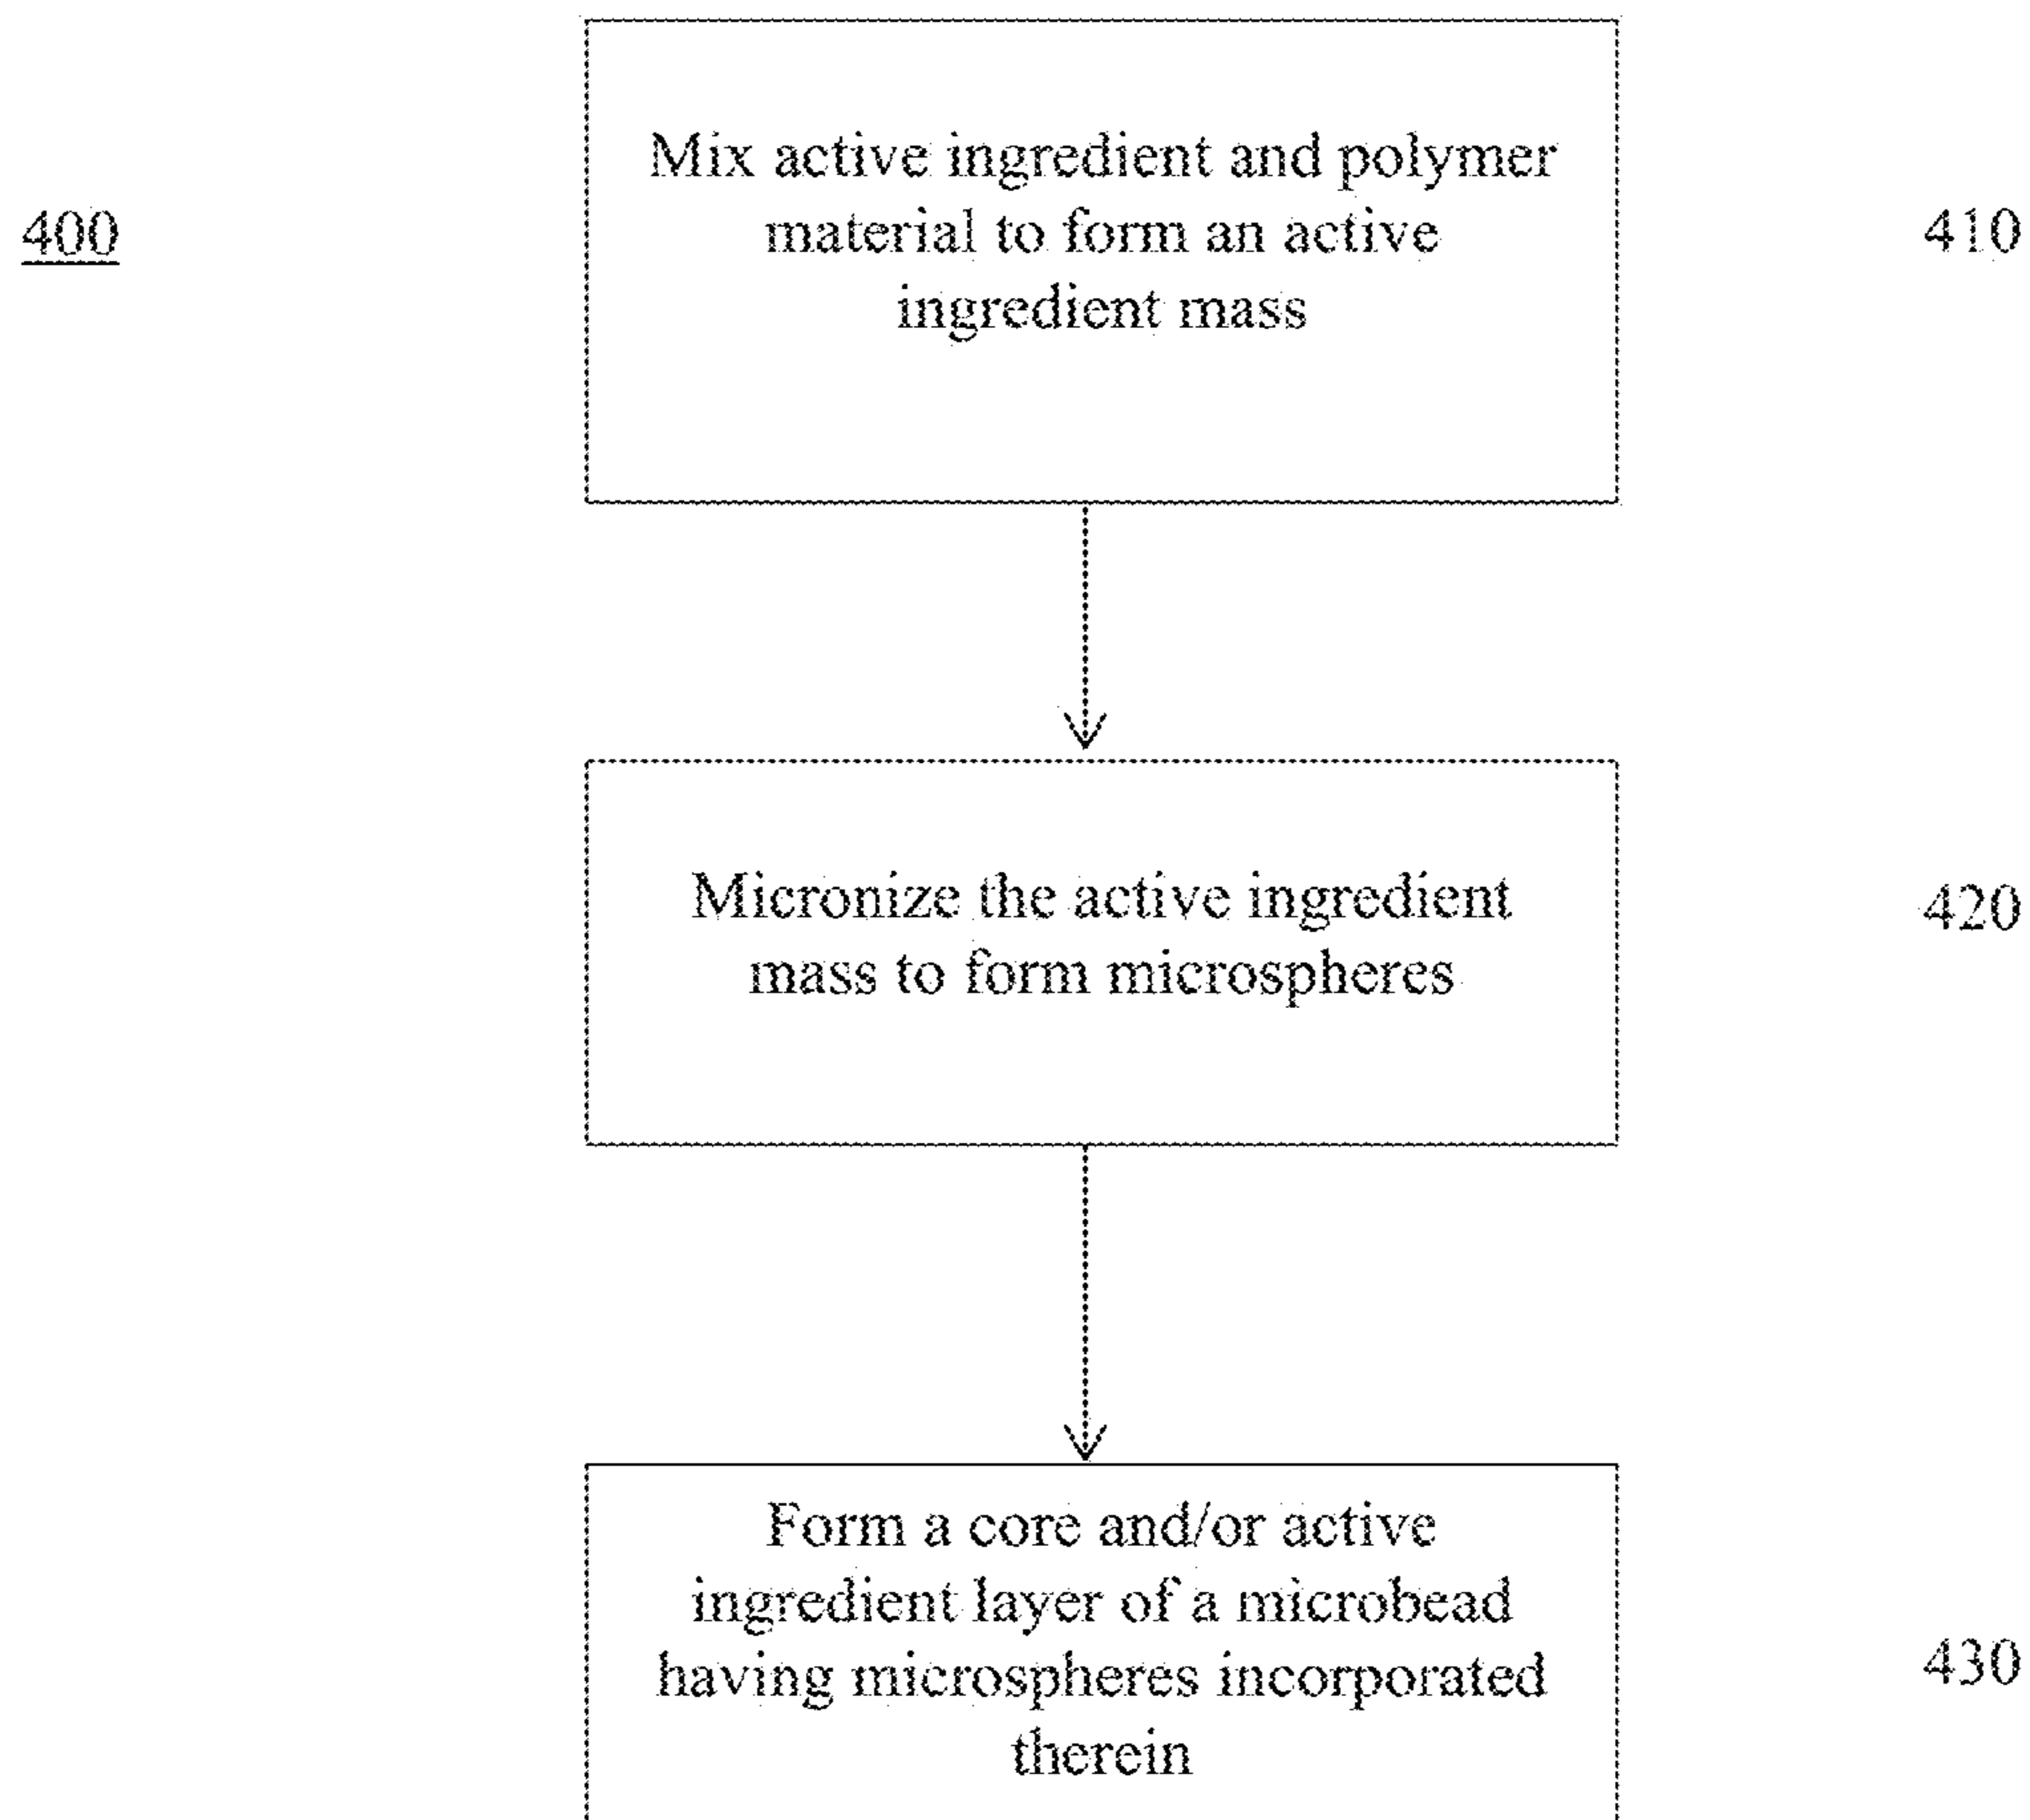 Mix active ingredient and polymer
400
material to form an active
410
ingredient mass
Micronize the active ingredient
420
mass to form microspheres
Form a core and/or active
ingredient layer of a microbead
having microspheres incorporated
430
therein